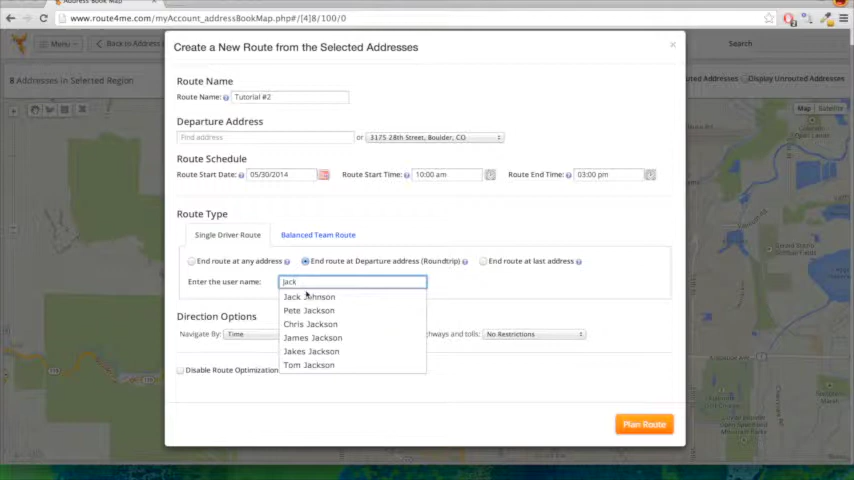 Address Book Map
www.route4me.com/myAccount_addressBookMap.php#/[4]8/100/0
Menu
Back to Address
Search
Create a New Route from the Selected Addresses
×
8 Addresses in Selected Region
Addresses
Display Unrouted Addresses
Map
Satellite
Route Name
Route Name:
Tutorial #2
Departure Address
Find address
or
3175 28th Street, Boulder, CO
Route Schedule
Route Start Date:
05/30/2014
Route Start Time:
10:00 am
Route End Time:
03:00 pm
Route Type
Single Driver Route
Balanced Team Route
End route at any address
End route at Departure address (Roundtrip)
End route at last address
Enter the user name:
Jack
Jack Johnson
Pete Jackson
Chris Jackson
James Jackson
Jakes Jackson
Tom Jackson
Direction Options
Navigate By:
Time
ghways and tolls:
No Restrictions
Disable Route Optimization
Plan Route